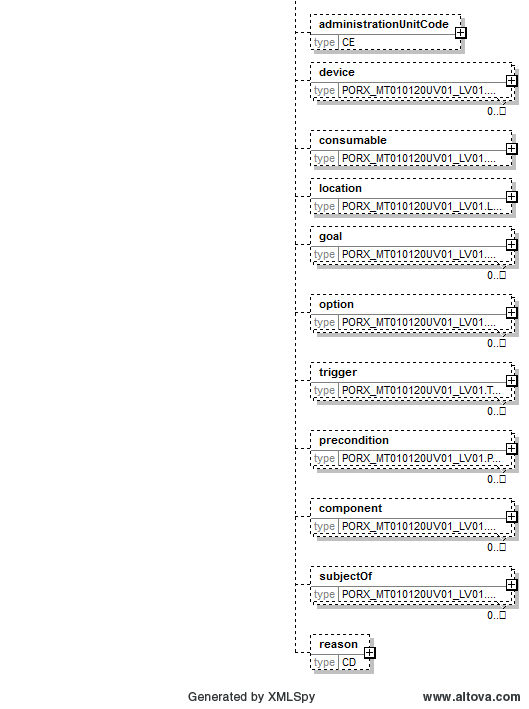 administrationUnitCode
type CE
device
type PORX_MT010120UV01_LV01....
0..□
consumable
type PORX_MT010120UV01_LV01....
location
type PORX_MT010120UV01_LV01.L...
goal
type PORX_MT010120UV01_LV01....
0..□
option
type PORX_MT010120UV01_LV01....
0..□
trigger
type PORX_MT010120UV01_LV01.T...
0..□
precondition
type PORX_MT010120UV01_LV01.P...
0..□
component
type PORX_MT010120UV01_LV01....
0..□
subjectOf
type PORX_MT010120UV01_LV01....
0..□
reason
type CD
Generated by XMLSpy www.altova.com